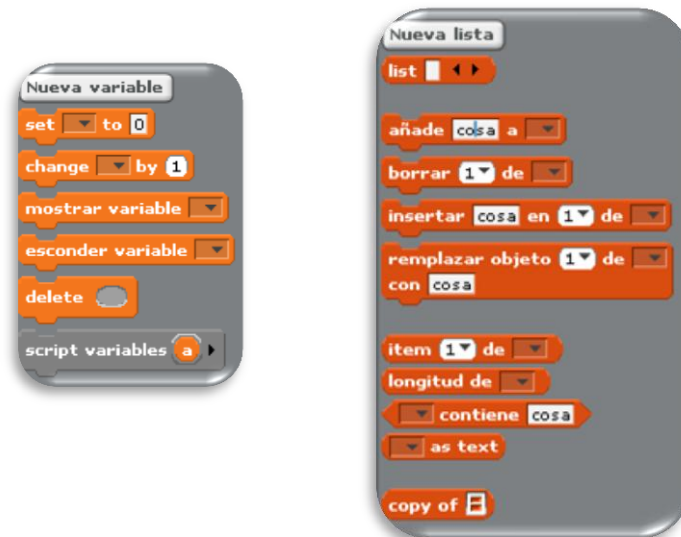 Nueva variable
set to 0
change by 1
mostrar variable
esconder variable
delete
script variables a
Nueva lista
list
añade cosa a
borrar 1 de
insertar cosa en 1 de
remplazar objeto 1 de
con cosa
item 1 de
longitud de
contiene cosa
as text
copy of